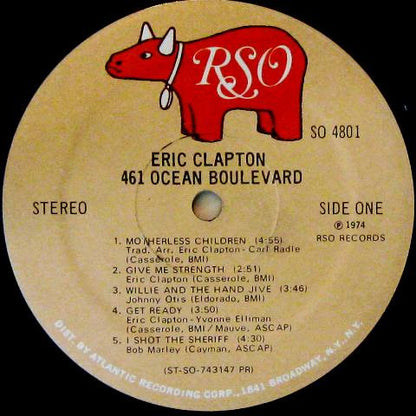 RSO
SO 4801
ERIC CLAPTON
461 OCEAN BOULEVARD
STEREO
SIDE ONE
℗ 1974
RSO RECORDS
1. MOTHERLESS CHILDREN (4:55)
Trad. Arr. Eric Clapton - Carl Radle
(Casserole, BMI)
2. GIVE ME STRENGTH (2:51)
Eric Clapton (Casserole, BMI)
3. WILLIE AND THE HAND JIVE (3:46)
Johnny Otis (Eldorado, BMI)
4. GET READY (3:50)
Eric Clapton-Yvonne Elliman
(Casserole, BMI/Mauve, ASCAP)
5. I SHOT THE SHERIFF (4:30)
Bob Marley (Cayman, ASCAP)
(ST-SO-743147 PR)
DIST. BY ATLANTIC RECORDING CORP., 1841 BROADWAY, N.Y., N.Y.